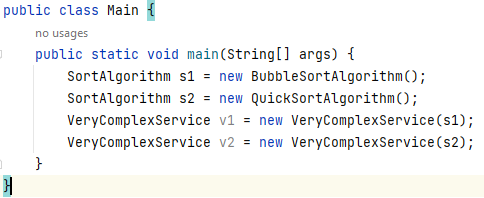 public class Main {
no usages
public static void main(String[] args) {
SortAlgorithm s1 = new BubbleSortAlgorithm();
SortAlgorithm s2 = new QuickSortAlgorithm();
VeryComplexService v1 = new VeryComplexService(s1);
VeryComplexService v2 = new VeryComplexService(s2);
}
}